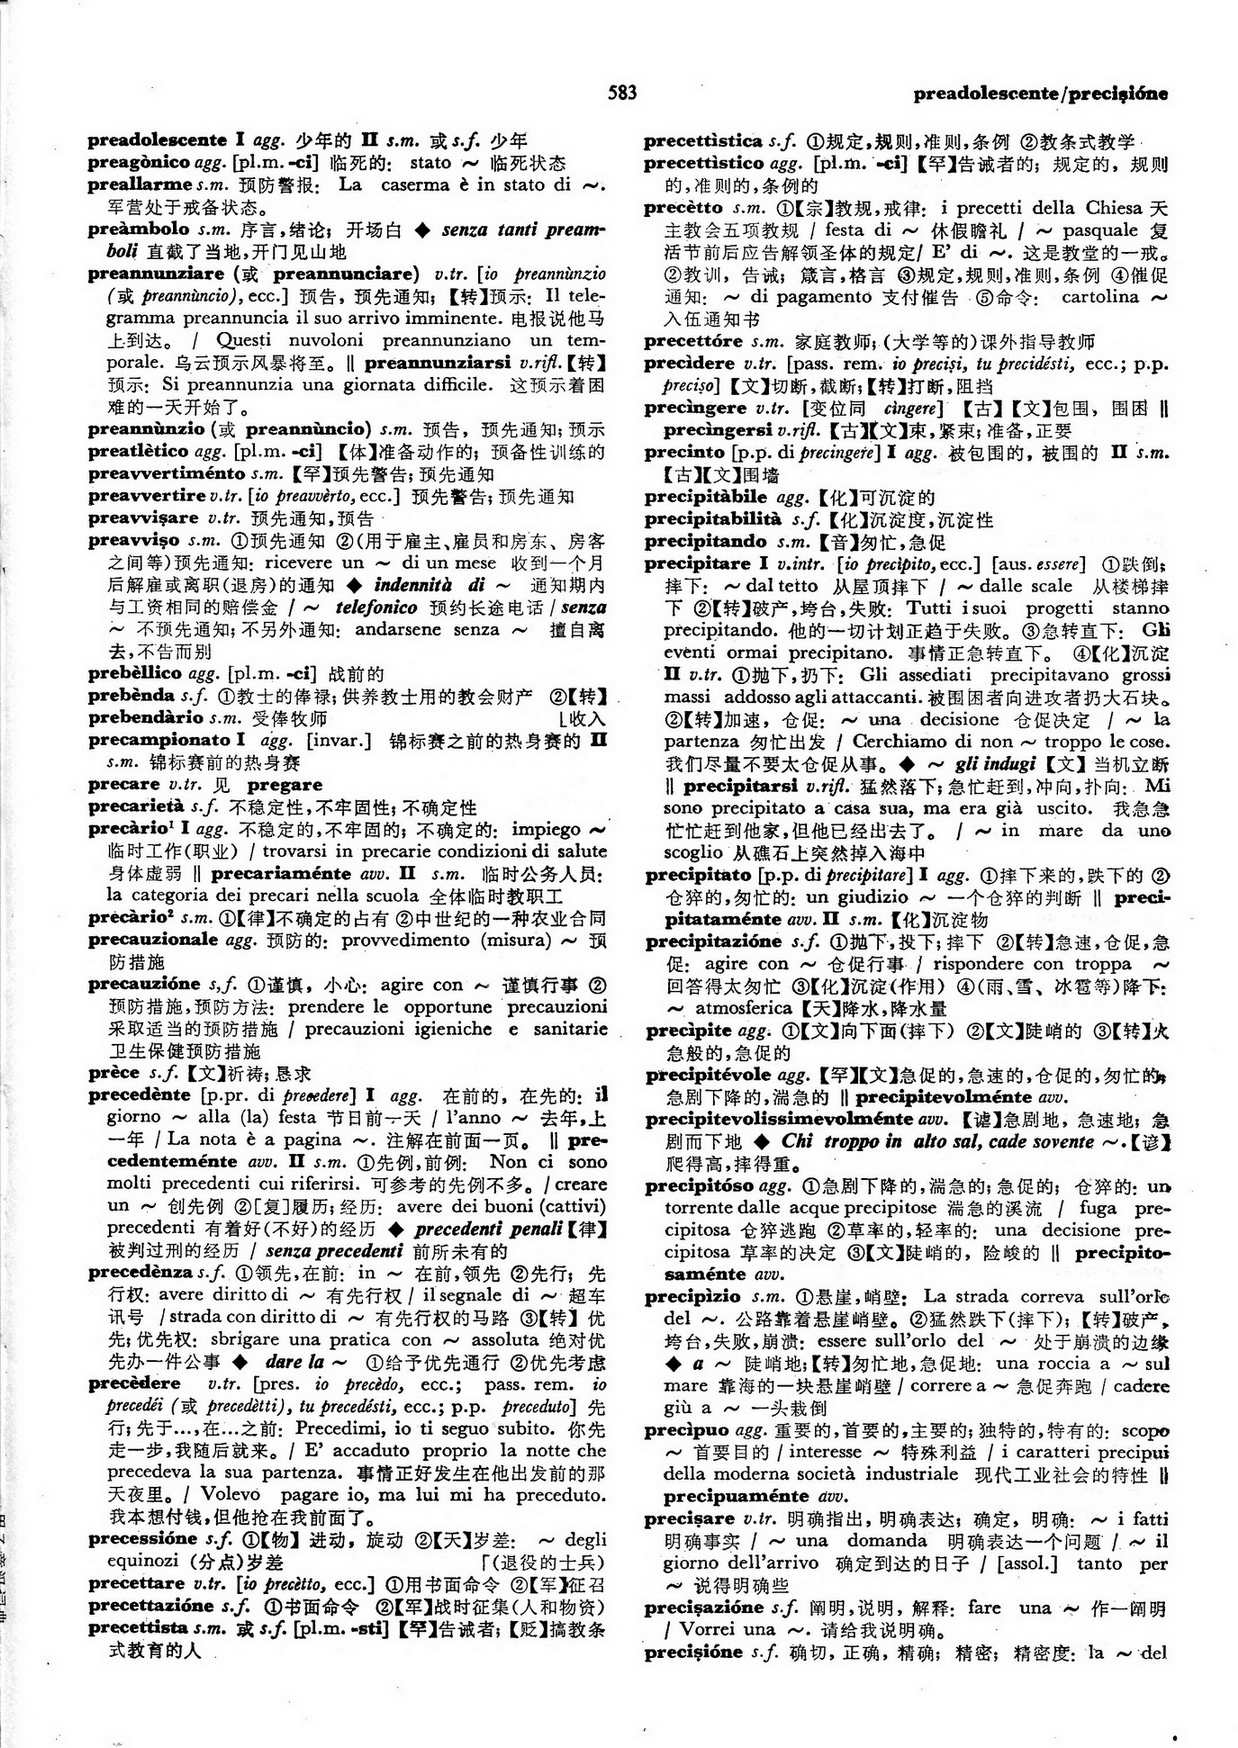 583
preadolescente/precișióne
preadolescente I agg. 少年的 II s.m. 或 s.f. 少年
preagònico agg. [pl.m. -ci] 临死的: stato ～ 临死状态
preallarme s.m. 预防警报: La caserma è in stato di ～.
军营处于戒备状态。
preàmbolo s.m. 序言,绪论; 开场白 ◆ senza tanti pream-
boli 直截了当地,开门见山地
preannunziare (或 preannunciare) v.tr. [io preannùnzio
(或 preannùncio), ecc.] 预告, 预先通知; 【转】预示: Il tele-
gramma preannuncia il suo arrivo imminente. 电报说他马
上到达。 / Questi nuvoloni preannunziano un tem-
porale. 乌云预示风暴将至。‖ preannunziarsi v.rifl.【转】
预示: Si preannunzia una giornata difficile. 这预示着困
难的一天开始了。
preannùnzio (或 preannùncio) s.m. 预告, 预先通知; 预示
preatlètico agg. [pl.m. -ci] 【体】准备动作的; 预备性训练的
preavvertiménto s.m. 【罕】预先警告; 预先通知
preavvertire v.tr. [io preavvèrto, ecc.] 预先警告; 预先通知
preavvișare v.tr. 预先通知,预告
preavvișo s.m. ①预先通知 ②(用于雇主、雇员和房东、房客
之间等)预先通知: ricevere un ～ di un mese 收到一个月
后解雇或离职(退房)的通知 ◆ indennità di ～ 通知期内
与工资相同的赔偿金 / ～ telefonico 预约长途电话 / senza
～ 不预先通知; 不另外通知: andarsene senza ～ 擅自离
去,不告而别
prebèllico agg. [pl.m. -ci] 战前的
prebènda s.f. ①教士的俸禄; 供养教士用的教会财产 ②【转】
prebendàrio s.m. 受俸牧师 ⌊收入
precampionato I agg. [invar.] 锦标赛之前的热身赛的 II
s.m. 锦标赛前的热身赛
precare v.tr. 见 pregare
precarietà s.f. 不稳定性,不牢固性; 不确定性
precàrio¹ I agg. 不稳定的,不牢固的; 不确定的: impiego ～
临时工作(职业) / trovarsi in precarie condizioni di salute
身体虚弱 ‖ precariaménte avv. II s.m. 临时公务人员:
la categoria dei precari nella scuola 全体临时教职工
precàrio² s.m. ①【律】不确定的占有 ②中世纪的一种农业合同
precauzionale agg. 预防的: provvedimento (misura) ～ 预
防措施
precauzióne s.f. ①谨慎, 小心: agire con ～ 谨慎行事 ②
预防措施,预防方法: prendere le opportune precauzioni
采取适当的预防措施 / precauzioni igieniche e sanitarie
卫生保健预防措施
prèce s.f.【文】祈祷; 恳求
precedènte [p.pr. di precedere] I agg. 在前的, 在先的: il
giorno ～ alla (la) festa 节日前一天 / l'anno ～ 去年,上
一年 / La nota è a pagina ～. 注解在前面一页。 ‖ pre-
cedenteménte avv. II s.m. ①先例,前例: Non ci sono
molti precedenti cui riferirsi. 可参考的先例不多。/ creare
un ～ 创先例 ②[复]履历; 经历: avere dei buoni (cattivi)
precedenti 有着好(不好)的经历 ◆ precedenti penali【律】
被判过刑的经历 / senza precedenti 前所未有的
precedènza s.f. ①领先,在前: in ～ 在前,领先 ②先行; 先
行权: avere diritto di ～ 有先行权 / il segnale di ～ 超车
讯号 / strada con diritto di ～ 有先行权的马路 ③【转】优
先; 优先权: sbrigare una pratica con ～ assoluta 绝对优
先办一件公事 ◆ dare la ～ ①给予优先通行 ②优先考虑
precèdere v.tr. [pres. io precèdo, ecc.; pass. rem. io
precedéi (或 precedètti), tu precedésti, ecc.; p.p. preceduto] 先
行; 先于…,在…之前: Precedimi, io ti seguo subito. 你先
走一步,我随后就来。/ E' accaduto proprio la notte che
precedeva la sua partenza. 事情正好发生在他出发前的那
天夜里。/ Volevo pagare io, ma lui mi ha preceduto.
我本想付钱,但他抢在我前面了。
precessióne s.f. ①【物】进动, 旋动 ②【天】岁差: ～ degli
equinozi (分点)岁差 ⌈(退役的士兵)
precettare v.tr. [io precètto, ecc.] ①用书面命令 ②【军】征召
precettazióne s.f. ①书面命令 ②【军】战时征集(人和物资)
precettista s.m. 或 s.f. [pl.m. -sti] 【罕】告诫者; 【贬】搞教条
式教育的人
precettìstica s.f. ①规定,规则,准则,条例 ②教条式教学
precettìstico agg. [pl.m. -ci] 【罕】告诫者的; 规定的, 规则
的,准则的,条例的
precètto s.m. ①【宗】教规,戒律: i precetti della Chiesa 天
主教会五项教规 / festa di ～ 休假瞻礼 / ～ pasquale 复
活节前后应告解领圣体的规定/ E' di ～. 这是教堂的一戒。
②教训, 告诫; 箴言,格言 ③规定,规则,准则,条例 ④催促
通知: ～ di pagamento 支付催告 ⑤命令: cartolina ～
入伍通知书
precettóre s.m. 家庭教师; (大学等的)课外指导教师
precìdere v.tr. [pass. rem. io precisi, tu precidésti, ecc.; p.p.
preciso] 【文】切断,截断; 【转】打断,阻挡
precìngere v.tr. [变位同 cingere] 【古】【文】包围, 围困 ‖
precìngersi v.rifl. 【古】【文】束,紧束; 准备,正要
precinto [p.p. di precingere] I agg. 被包围的, 被围的 II s.m.
【古】【文】围墙
precipitàbile agg. 【化】可沉淀的
precipitabilità s.f. 【化】沉淀度,沉淀性
precipitando s.m. 【音】匆忙,急促
precipitare I v.intr. [io precìpito, ecc.] [aus. essere] ①跌倒;
摔下: ～ dal tetto 从屋顶摔下 / ～ dalle scale 从楼梯摔
下 ②【转】破产,垮台,失败: Tutti i suoi progetti stanno
precipitando. 他的一切计划正趋于失败。③急转直下: Gli
eventi ormai precipitano. 事情正急转直下。 ④【化】沉淀
II v.tr. ①抛下,扔下: Gli assediati precipitavano grossi
massi addosso agli attaccanti. 被围困者向进攻者扔大石块。
②【转】加速, 仓促: ～ una decisione 仓促决定 / ～ la
partenza 匆忙出发 / Cerchiamo di non ～ troppo le cose.
我们尽量不要太仓促从事。◆ ～ gli indugi 【文】当机立断
‖ precipitarsi v.rifl. 猛然落下; 急忙赶到,冲向,扑向: Mi
sono precipitato a casa sua, ma era già uscito. 我急急
忙忙赶到他家,但他已经出去了。 / ～ in mare da uno
scoglio 从礁石上突然掉入海中
precipitato [p.p. di precipitare] I agg. ①摔下来的,跌下的 ②
仓猝的,匆忙的: un giudizio ～ 一个仓猝的判断 ‖ preci-
pitataménte avv. II s.m. 【化】沉淀物
precipitazióne s.f. ①抛下,投下; 摔下 ②【转】急速,仓促,急
促: agire con ～ 仓促行事 / rispondere con troppa ～
回答得太匆忙 ③【化】沉淀(作用) ④(雨、雪、冰雹等)降下:
～ atmosferica 【天】降水,降水量
precìpite agg. ①【文】向下面(摔下) ②【文】陡峭的 ③【转】火
急般的,急促的
precipitévole agg. 【罕】【文】急促的,急速的,仓促的,匆忙的,
急剧下降的,湍急的 ‖ precipitevolménte avv.
precipitevolissimevolménte avv. 【谑】急剧地, 急速地; 急
剧而下地 ◆ Chi troppo in alto sal, cade sovente ～.【谚】
爬得高,摔得重。
precipitóso agg. ①急剧下降的,湍急的; 急促的; 仓猝的: un
torrente dalle acque precipitose 湍急的溪流 / fuga pre-
cipitosa 仓猝逃跑 ②草率的,轻率的: una decisione pre-
cipitosa 草率的决定 ③【文】陡峭的, 险峻的 ‖ precipito-
saménte avv.
precipìzio s.m. ①悬崖,峭壁: La strada correva sull'orlo
del ～. 公路靠着悬崖峭壁。②猛然跌下(摔下); 【转】破产,
垮台,失败,崩溃: essere sull'orlo del ～ 处于崩溃的边缘
◆ a ～ 陡峭地;【转】匆忙地,急促地: una roccia a ～ sul
mare 靠海的一块悬崖峭壁 / correre a ～ 急促奔跑 / cadere
giù a ～ 一头栽倒
precìpuo agg. 重要的,首要的,主要的; 独特的,特有的: scopo
～ 首要目的 / interesse ～ 特殊利益 / i caratteri precipui
della moderna società industriale 现代工业社会的特性 ‖
precipuaménte avv.
precișare v.tr. 明确指出, 明确表达; 确定, 明确: ～ i fatti
明确事实 / ～ una domanda 明确表达一个问题 / ～ il
giorno dell'arrivo 确定到达的日子 / [assol.] tanto per
～ 说得明确些
precișazióne s.f. 阐明,说明, 解释: fare una ～ 作一阐明
/ Vorrei una ～. 请给我说明确。
precișióne s.f. 确切, 正确, 精确; 精密; 精密度: la ～ del